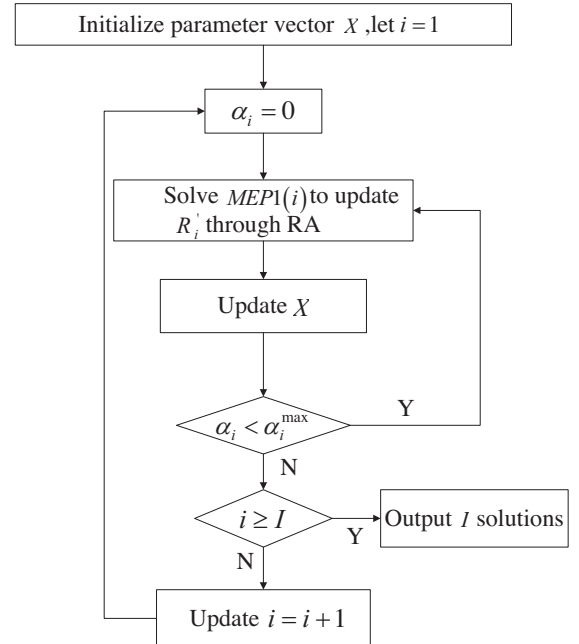 Initialize parameter vector X ,let i = 1
α_i = 0
Solve MEP1(i) to update
R_i^' through RA
Update X
α_i < α_i^max
Y
N
i ≥ I
Y
Output I solutions
N
Update i = i + 1